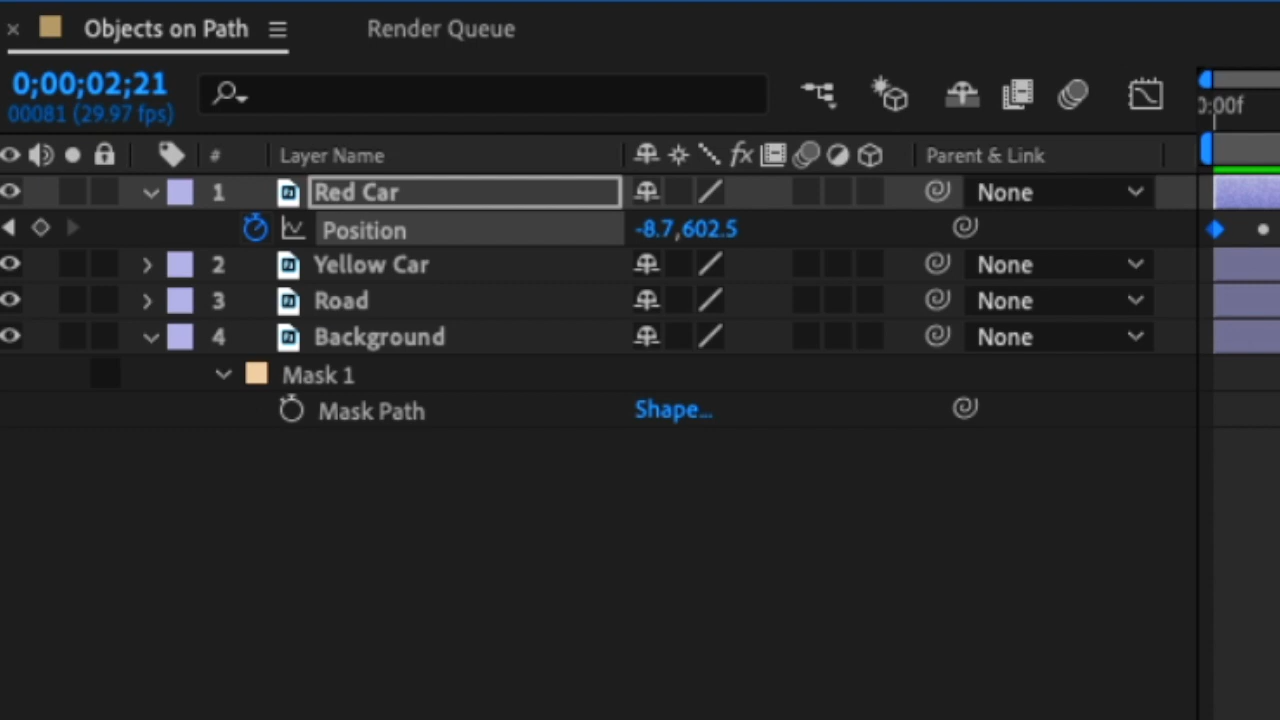 Objects on Path
Render Queue
0;00;02;21
00081 (29.97 fps)
0:00f
# Layer Name fx Parent & Link
1 Red Car None
Position -8.7,602.5
2 Yellow Car None
3 Road None
4 Background None
Mask 1
Mask Path Shape...